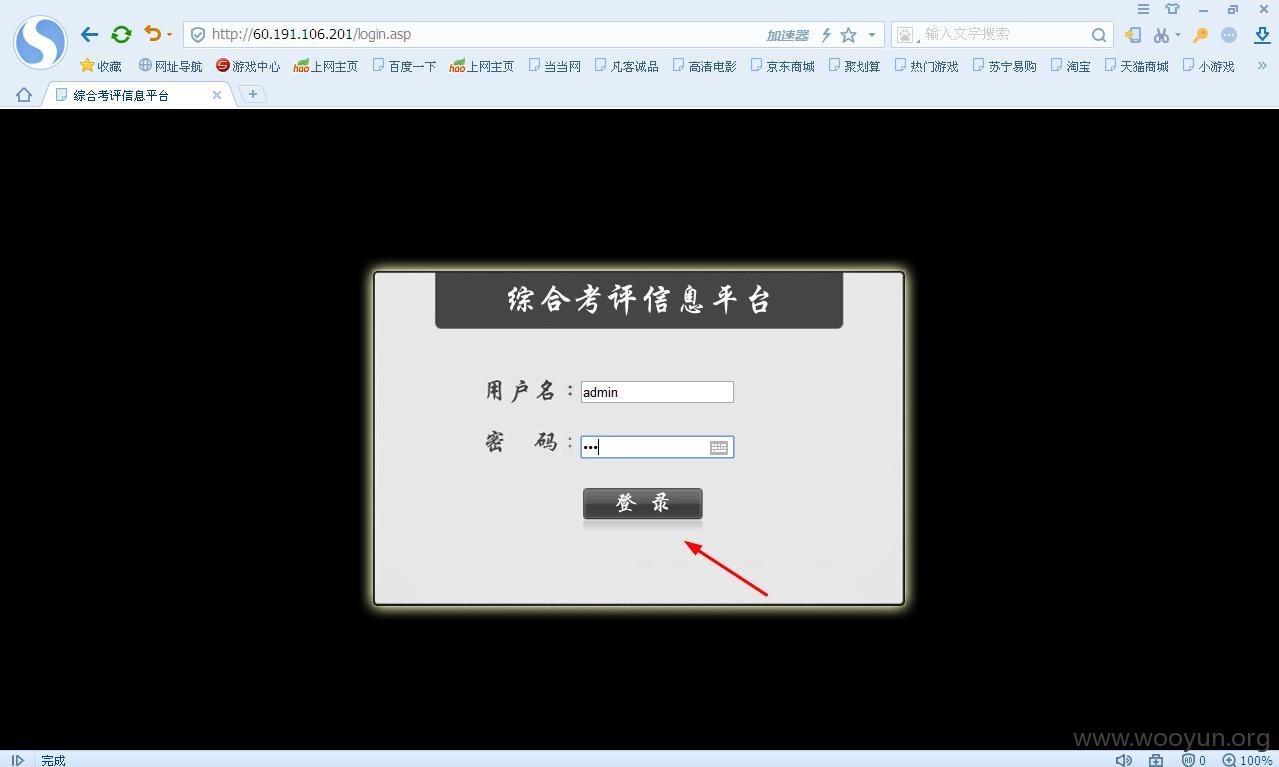 http://60.191.106.201/login.asp
加速器
输入文字搜索
收藏 网址导航 游戏中心 hao 上网主页 百度一下 hao 上网主页 当当网 凡客诚品 高清电影 京东商城 聚划算 热门游戏 苏宁易购 淘宝 天猫商城 小游戏 »
综合考评信息平台
综合考评信息平台
用户名：admin
密 码：•••
登 录
www.wooyun.org
完成
0
100%